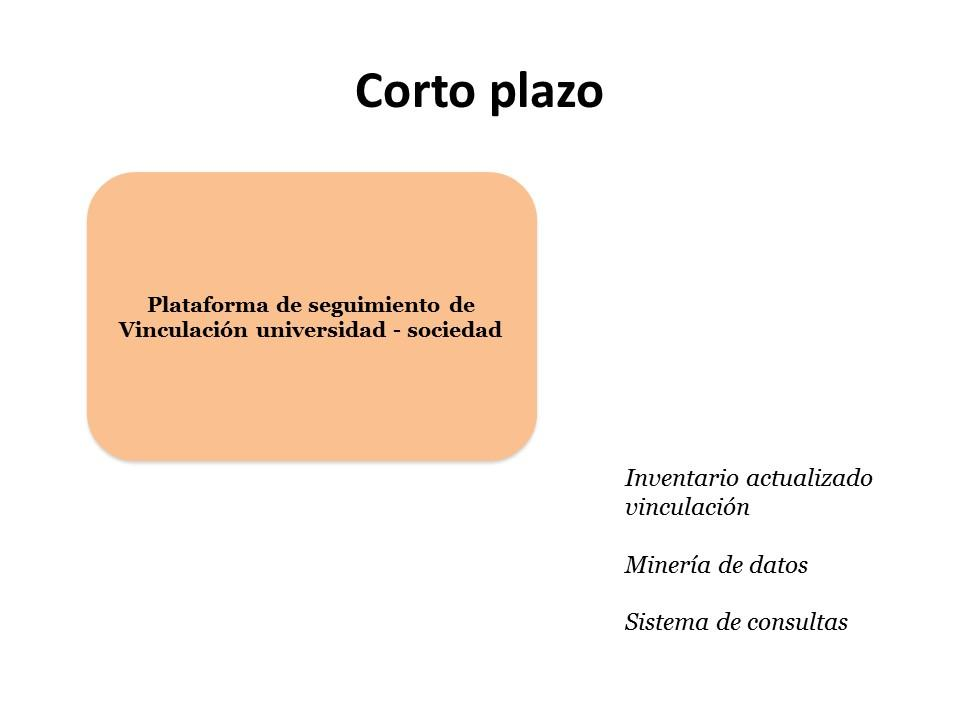 Corto plazo
Plataforma de seguimiento de
Vinculación universidad - sociedad
Inventario actualizado
vinculación
Minería de datos
Sistema de consultas